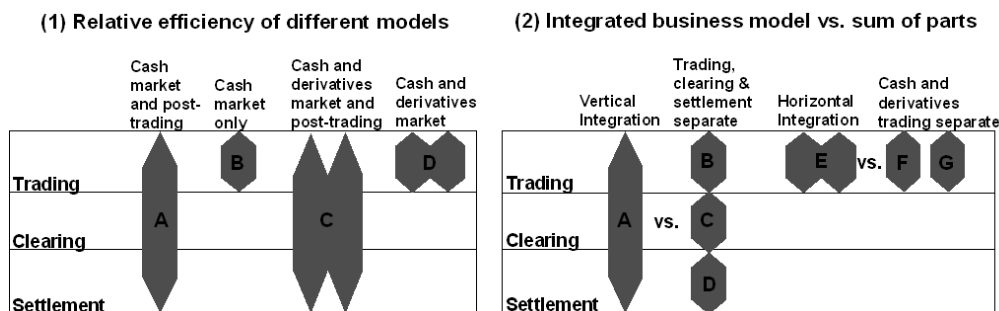 (1) Relative efficiency of different models
Cash
market
and post-
trading
Cash
market
only
Cash and
derivatives
market and
post-trading
Cash and
derivatives
market
Trading
Clearing
Settlement
A
B
C
D
(2) Integrated business model vs. sum of parts
Vertical
Integration
Trading,
clearing &
settlement
separate
Horizontal
Integration
Cash and
derivatives
trading separate
Trading
Clearing
Settlement
A
vs.
B
C
D
E
vs.
F
G